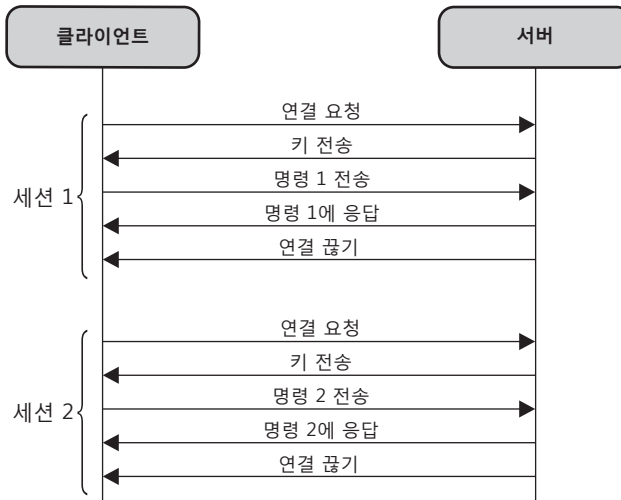 클라이언트
서버
연결 요청
키 전송
명령 1 전송
세션 1
명령 1에 응답
연결 끊기
연결 요청
키 전송
명령 2 전송
세션 2
명령 2에 응답
연결 끊기